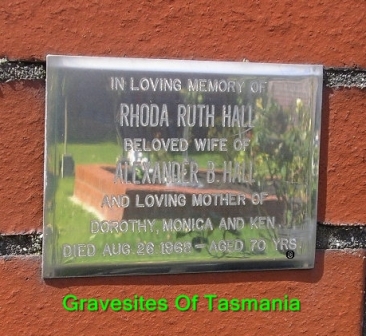 IN LOVING MEMORY OF
RHODA RUTH HALL
BELOVED WIFE OF
ALEXANDER B. HALL
AND LOVING MOTHER OF
DOROTHY, MONICA AND KEN
DIED AUG. 26 1968 - AGED 70 YRS.
Gravesites Of Tasmania